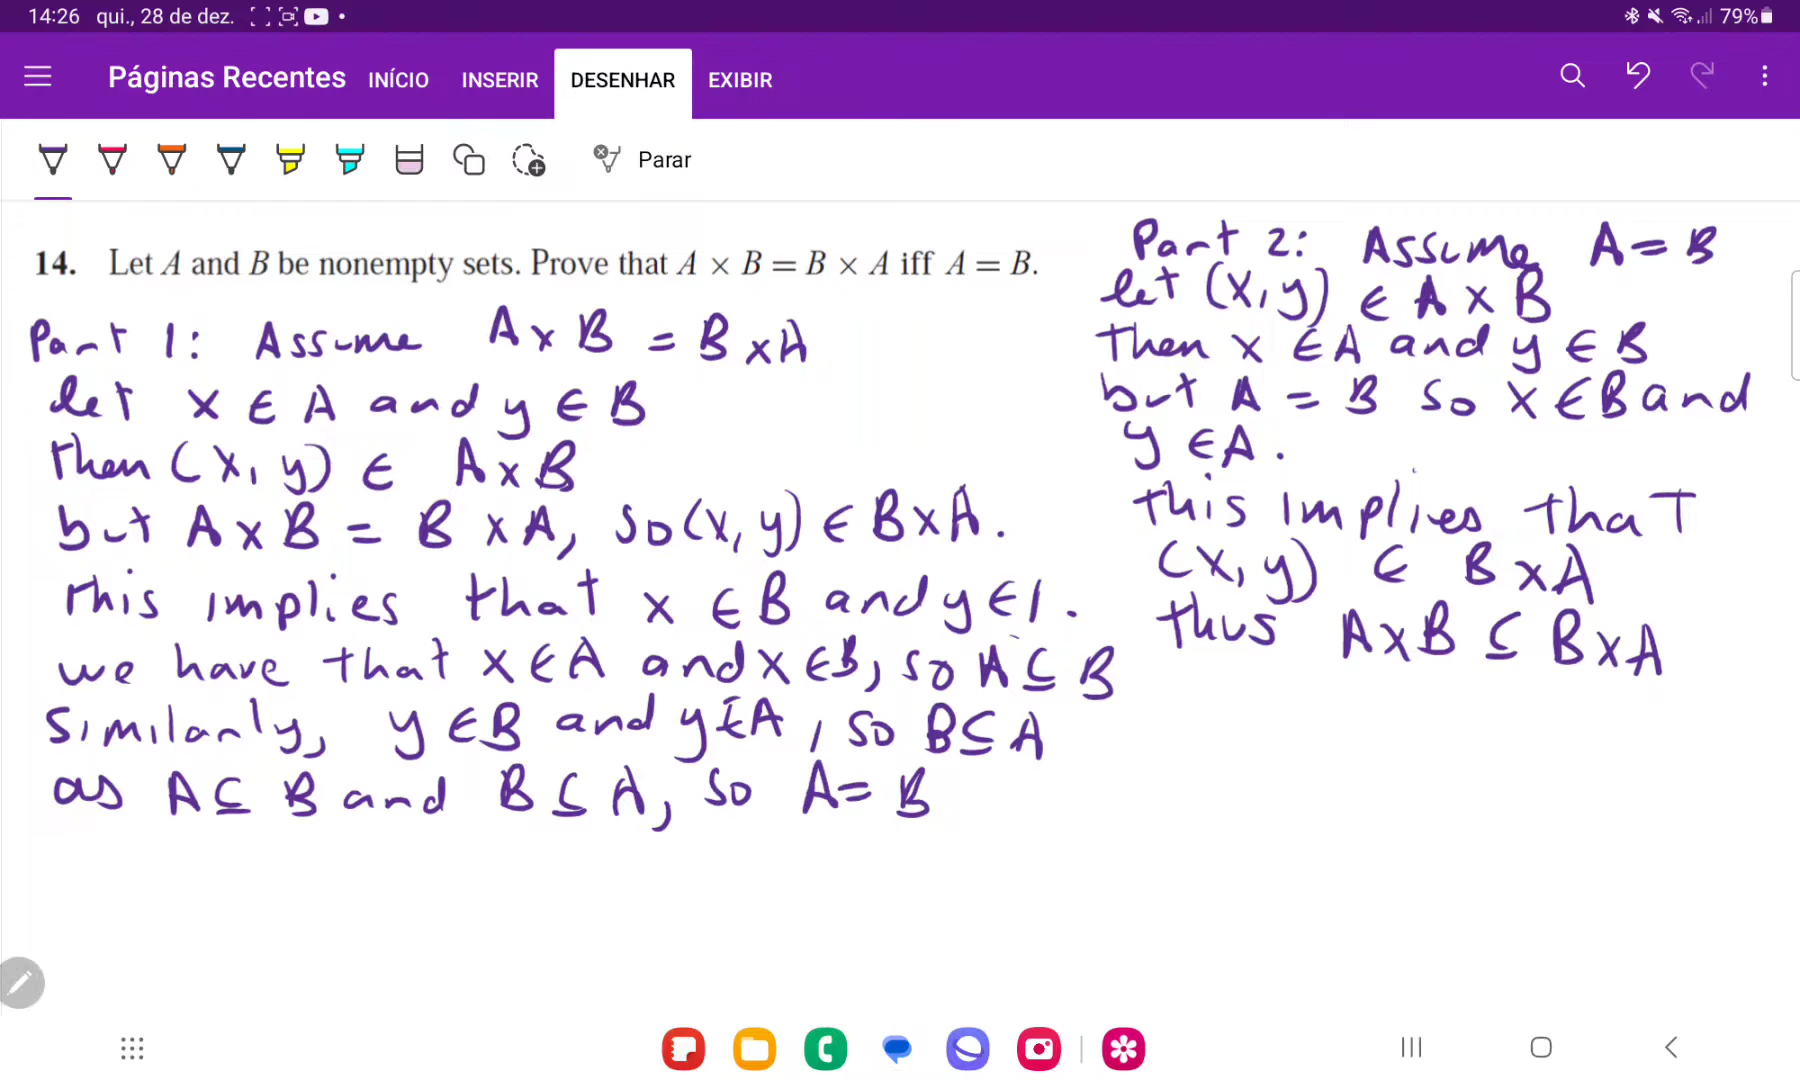 14:26 qui., 28 de dez. 79%
Páginas Recentes INÍCIO INSERIR DESENHAR EXIBIR
Parar
14. Let A and B be nonempty sets. Prove that A × B = B × A iff A = B.
Part 1: Assume A × B = B × A
let x ∈ A and y ∈ B
then (x, y) ∈ A × B
but A × B = B × A, so (x, y) ∈ B × A.
this implies that x ∈ B and y ∈ .
we have that x ∈ A and x ∈ B, so A ⊆ B
similarly, y ∈ B and y ∈ A, so B ⊆ A
as A ⊆ B and B ⊆ A, so A = B
Part 2: Assume A = B
let (x, y) ∈ A × B
then x ∈ A and y ∈ B
but A = B so x ∈ B and
y ∈ A.
this implies that
(x, y) ∈ B × A
thus A × B ⊆ B × A